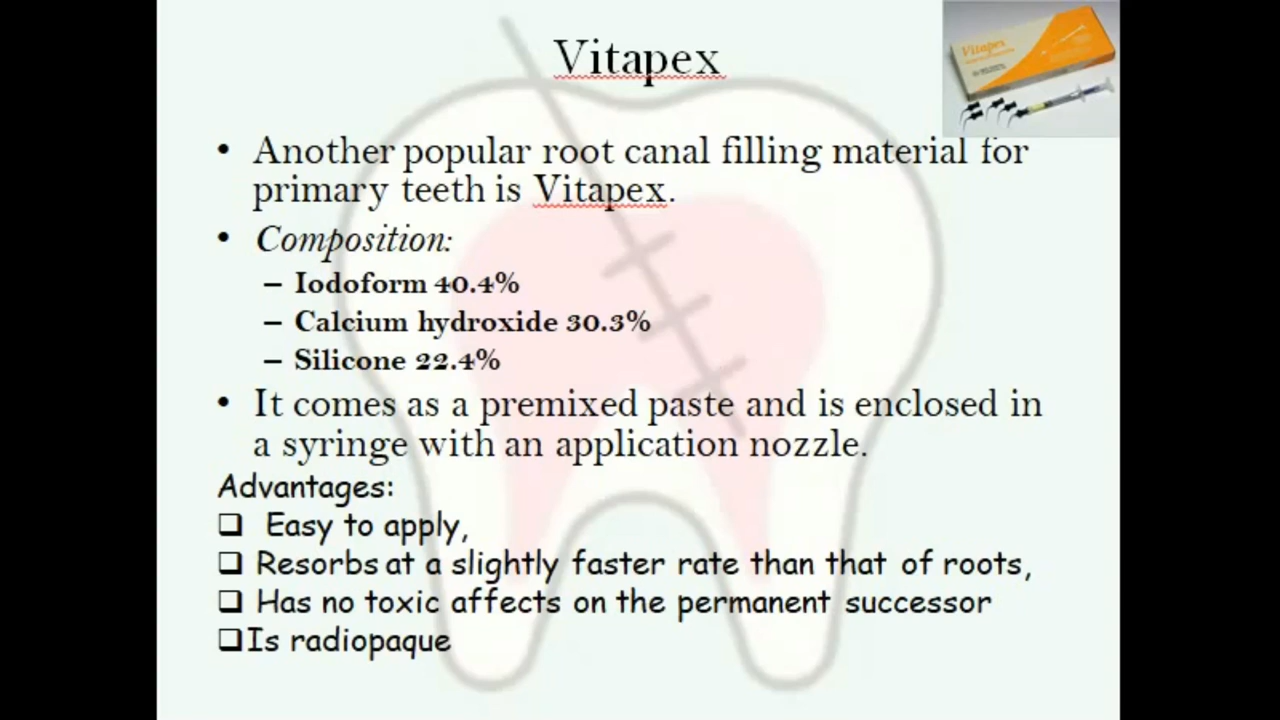 Vitapex
Vitapex
• Another popular root canal filling material for
primary teeth is Vitapex.
• Composition:
– Iodoform 40.4%
– Calcium hydroxide 30.3%
– Silicone 22.4%
• It comes as a premixed paste and is enclosed in
a syringe with an application nozzle.
Advantages:
❑ Easy to apply,
❑ Resorbs at a slightly faster rate than that of roots,
❑ Has no toxic affects on the permanent successor
❑Is radiopaque